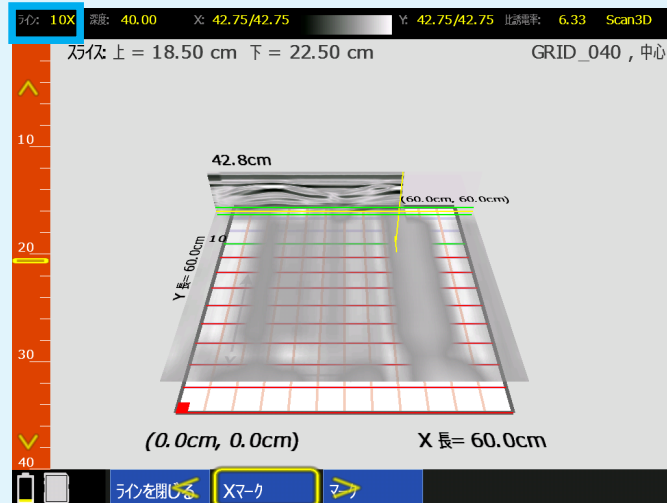 ライン: 10X 深度: 40.00 X: 42.75/42.75 Y: 42.75/42.75 比誘電率: 6.33 Scan3D
スライス: 上 = 18.50 cm 下 = 22.50 cm GRID_040 , 中心
10
20
30
40
42.8cm
(60.0cm, 60.0cm)
10
Y 長= 60.0cm
(0.0cm, 0.0cm) X 長= 60.0cm
ラインを閉じる Xマーク